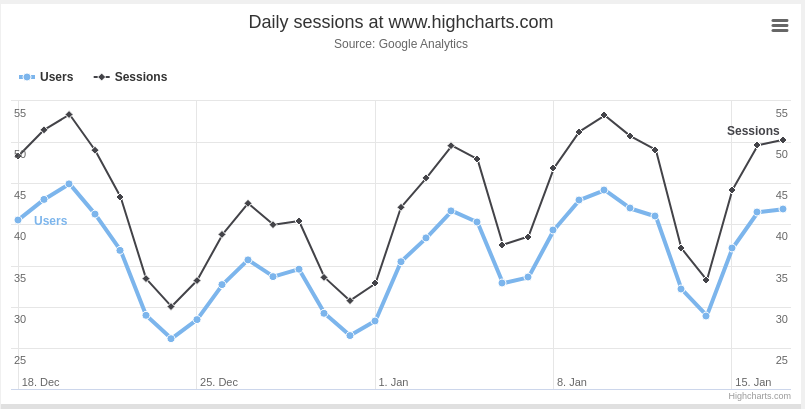 Daily sessions at www.highcharts.com
Source: Google Analytics
Users
Sessions
55
55
Sessions
50
50
45
45
Users
40
40
35
35
30
30
25
25
18. Dec
25. Dec
1. Jan
8. Jan
15. Jan
Highcharts.com